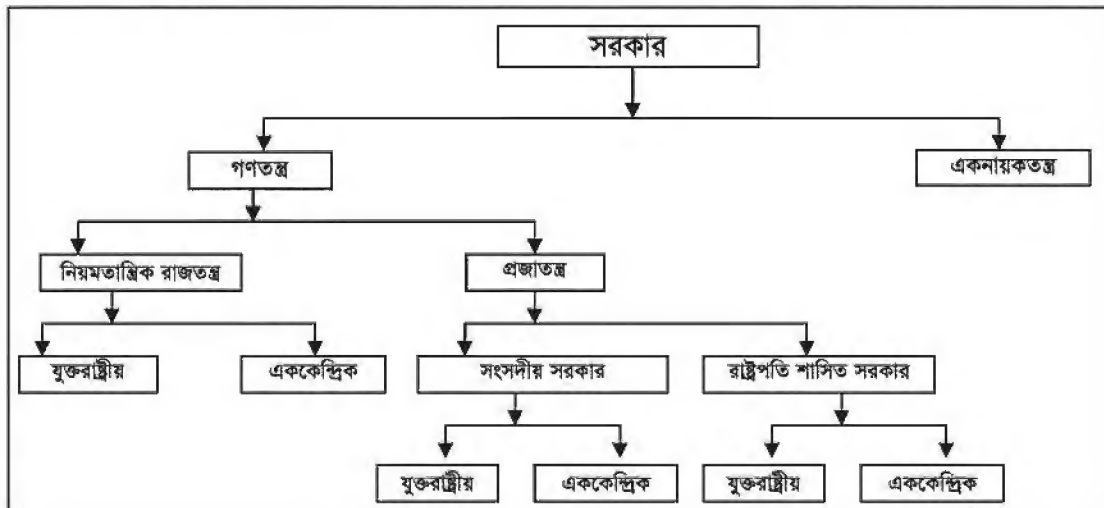 সরকার
গণতন্ত্র
একনায়কতন্ত্র
নিয়মতান্ত্রিক রাজতন্ত্র
প্রজাতন্ত্র
যুক্তরাষ্ট্রীয়
এককেন্দ্রিক
সংসদীয় সরকার
রাষ্ট্রপতি শাসিত সরকার
যুক্তরাষ্ট্রীয়
এককেন্দ্রিক
যুক্তরাষ্ট্রীয়
এককেন্দ্রিক